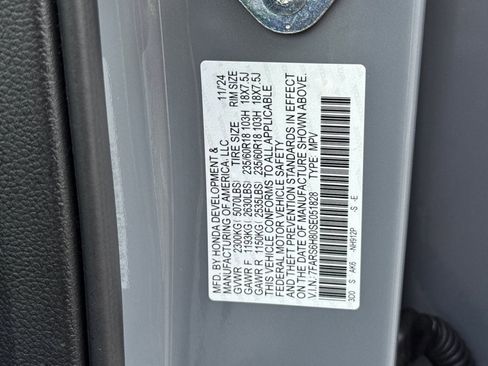 MFD. BY HONDA DEVELOPMENT & 11/24
MANUFACTURING OF AMERICA, LLC
TIRE SIZE RIM SIZE
GVWR 2300KG( 5070LBS)
GAWR F 1193KG( 2630LBS) 235/60R18 103H 18X7.5J
GAWR R 1150KG( 2535LBS) 235/60R18 103H 18X7.5J
THIS VEHICLE CONFORMS TO ALL APPLICABLE
FEDERAL MOTOR VEHICLE SAFETY
AND THEFT PREVENTION STANDARDS IN EFFECT
ON THE DATE OF MANUFACTURE SHOWN ABOVE.
V.I.N. 7FARS6H80SE051828 TYPE: MPV
300 S AK6 -NH912P -S -E